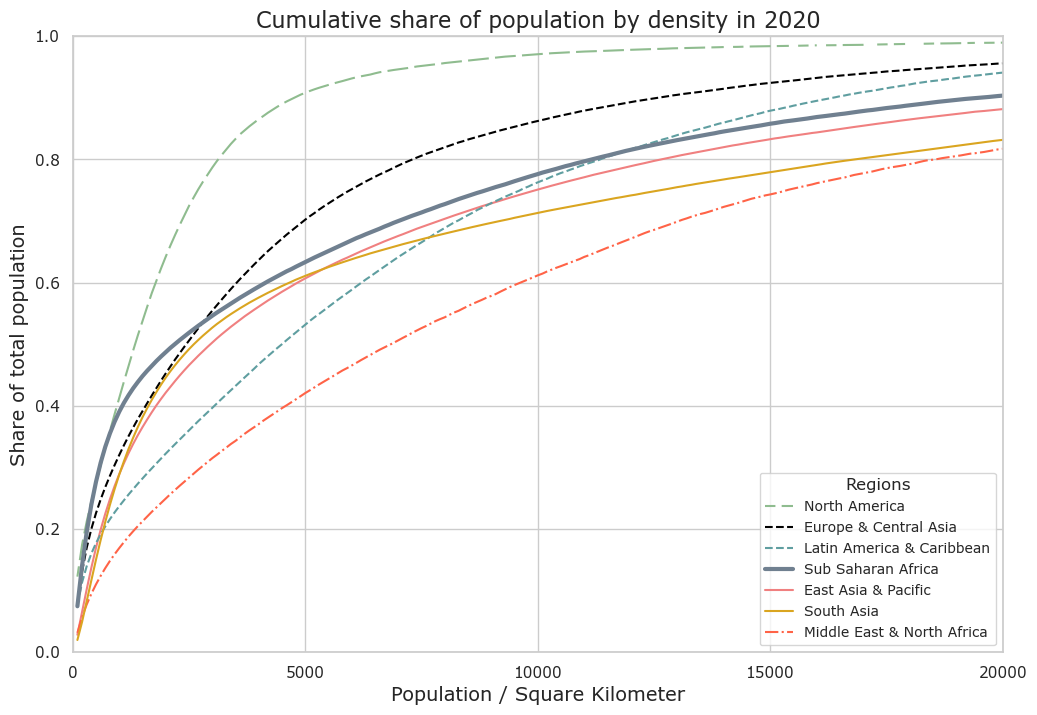 Cumulative share of population by density in 2020
Share of total population
1.0
0.8
0.6
0.4
0.2
0.0
0
5000
10000
15000
20000
Population / Square Kilometer
Regions
North America
Europe & Central Asia
Latin America & Caribbean
Sub Saharan Africa
East Asia & Pacific
South Asia
Middle East & North Africa